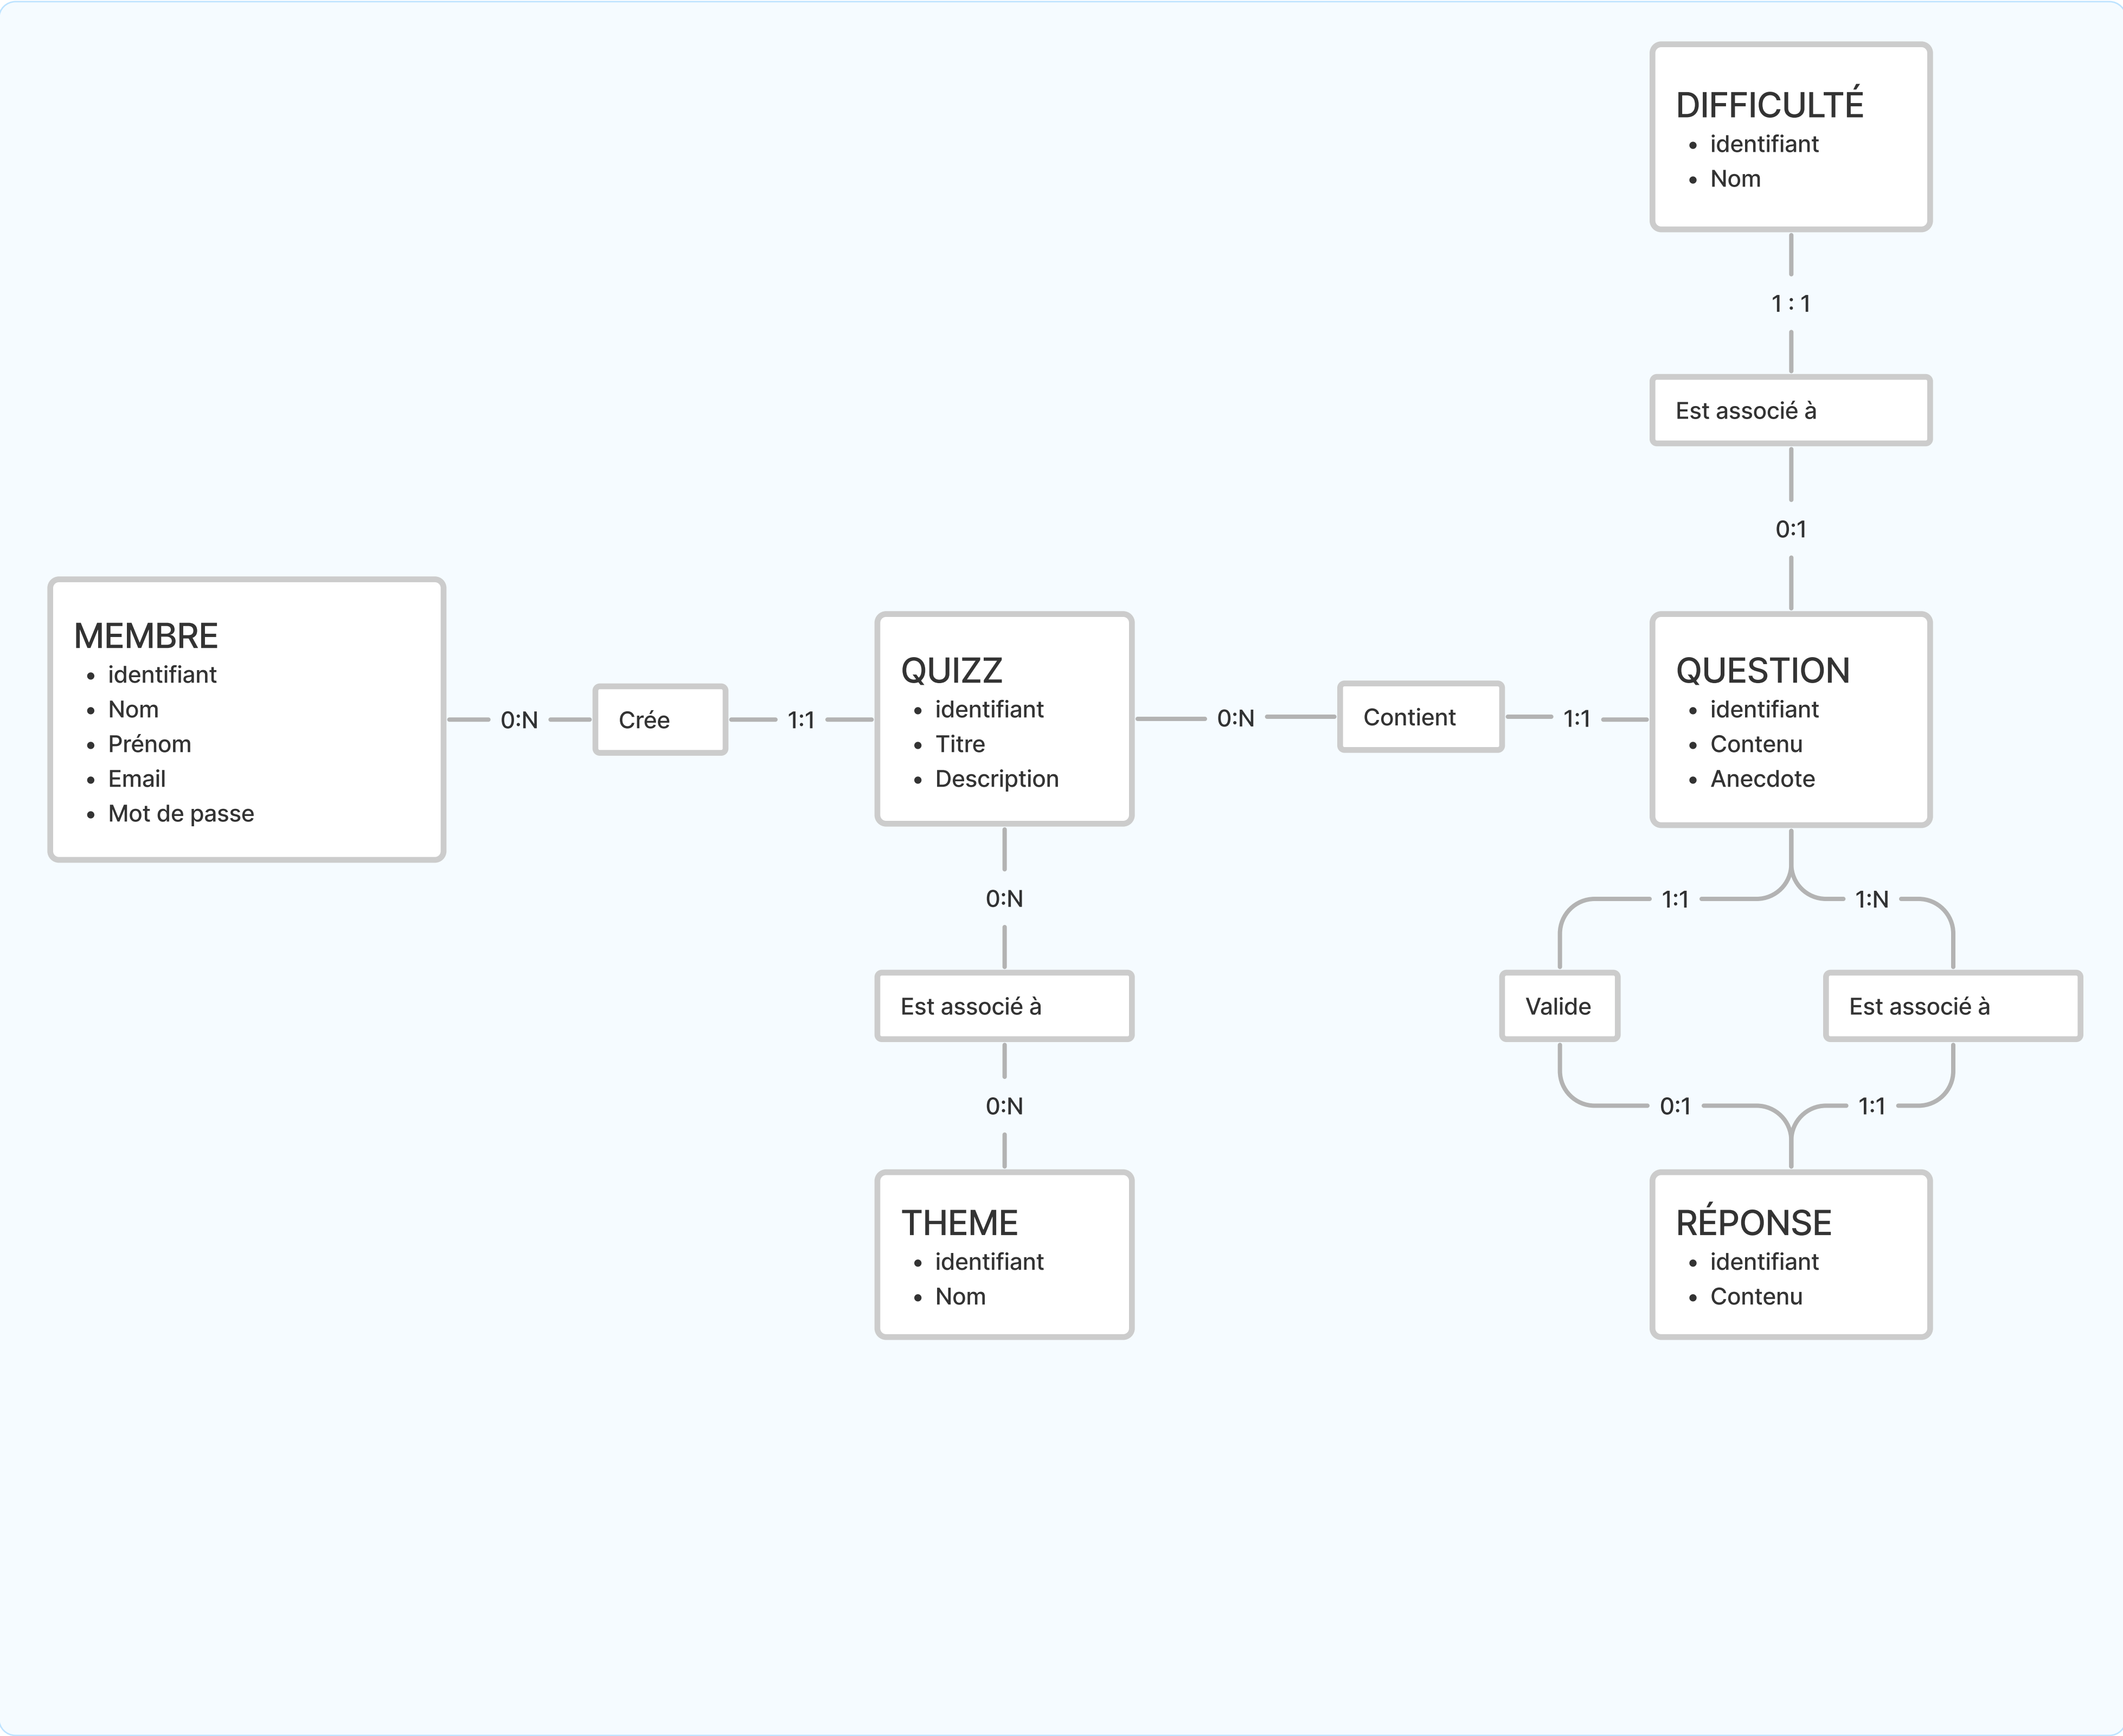 DIFFICULTÉ
identifiant
Nom
1 : 1
Est associé à
0:1
MEMBRE
identifiant
Nom
Prénom
Email
Mot de passe
0:N
Crée
1:1
QUIZZ
identifiant
Titre
Description
0:N
Contient
1:1
QUESTION
identifiant
Contenu
Anecdote
0:N
Est associé à
0:N
THEME
identifiant
Nom
1:1
1:N
Valide
Est associé à
0:1
1:1
RÉPONSE
identifiant
Contenu